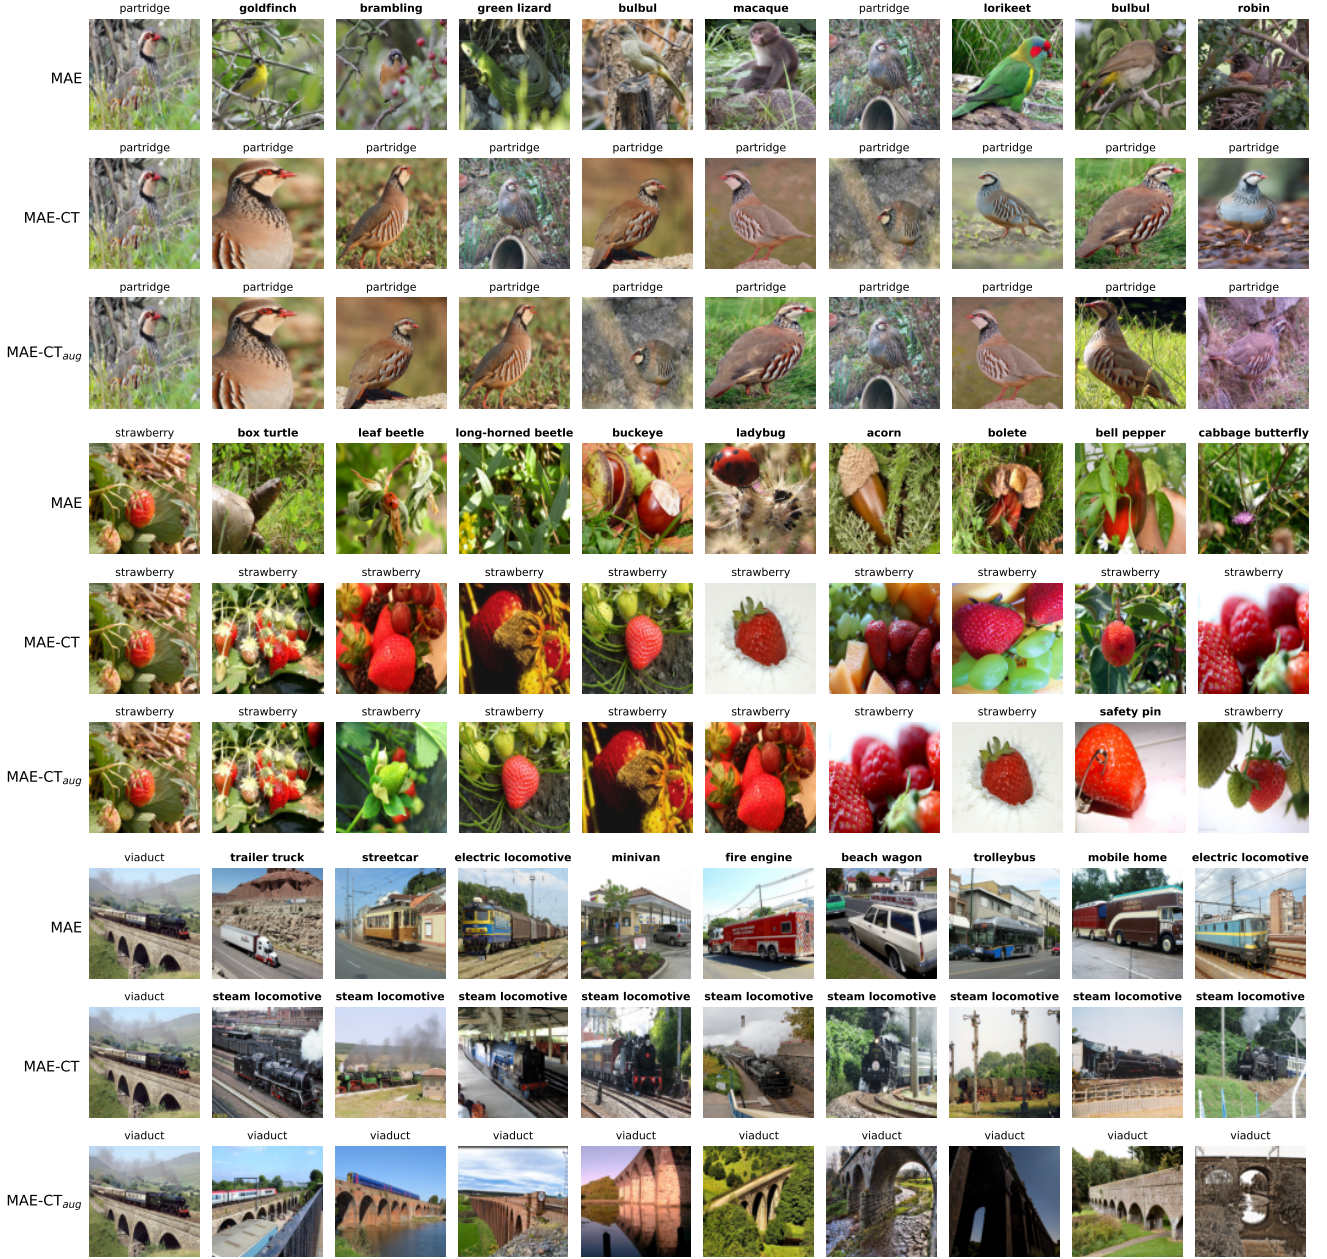 partridge goldfinch brambling green lizard bulbul macaque partridge lorikeet bulbul robin
MAE
partridge partridge partridge partridge partridge partridge partridge partridge partridge partridge
MAE-CT
partridge partridge partridge partridge partridge partridge partridge partridge partridge partridge
MAE-CTaug
strawberry box turtle leaf beetle long-horned beetle buckeye ladybug acorn bolete bell pepper cabbage butterfly
MAE
strawberry strawberry strawberry strawberry strawberry strawberry strawberry strawberry strawberry strawberry
MAE-CT
strawberry strawberry strawberry strawberry strawberry strawberry strawberry strawberry safety pin strawberry
MAE-CTaug
viaduct trailer truck streetcar electric locomotive minivan fire engine beach wagon trolleybus mobile home electric locomotive
MAE
viaduct steam locomotive steam locomotive steam locomotive steam locomotive steam locomotive steam locomotive steam locomotive steam locomotive steam locomotive
MAE-CT
viaduct viaduct viaduct viaduct viaduct viaduct viaduct viaduct viaduct viaduct
MAE-CTaug